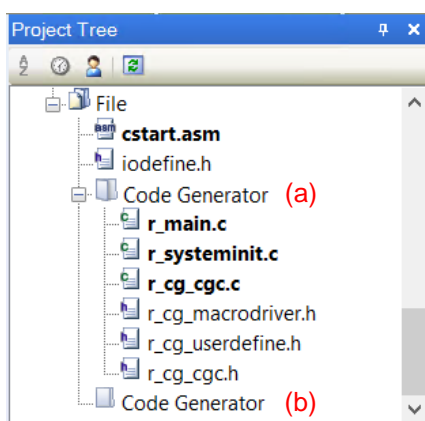 Project Tree
File
cstart.asm
iodefine.h
Code Generator (a)
r_main.c
r_systeminit.c
r_cg_cgc.c
r_cg_macrodriver.h
r_cg_userdefine.h
r_cg_cgc.h
Code Generator (b)